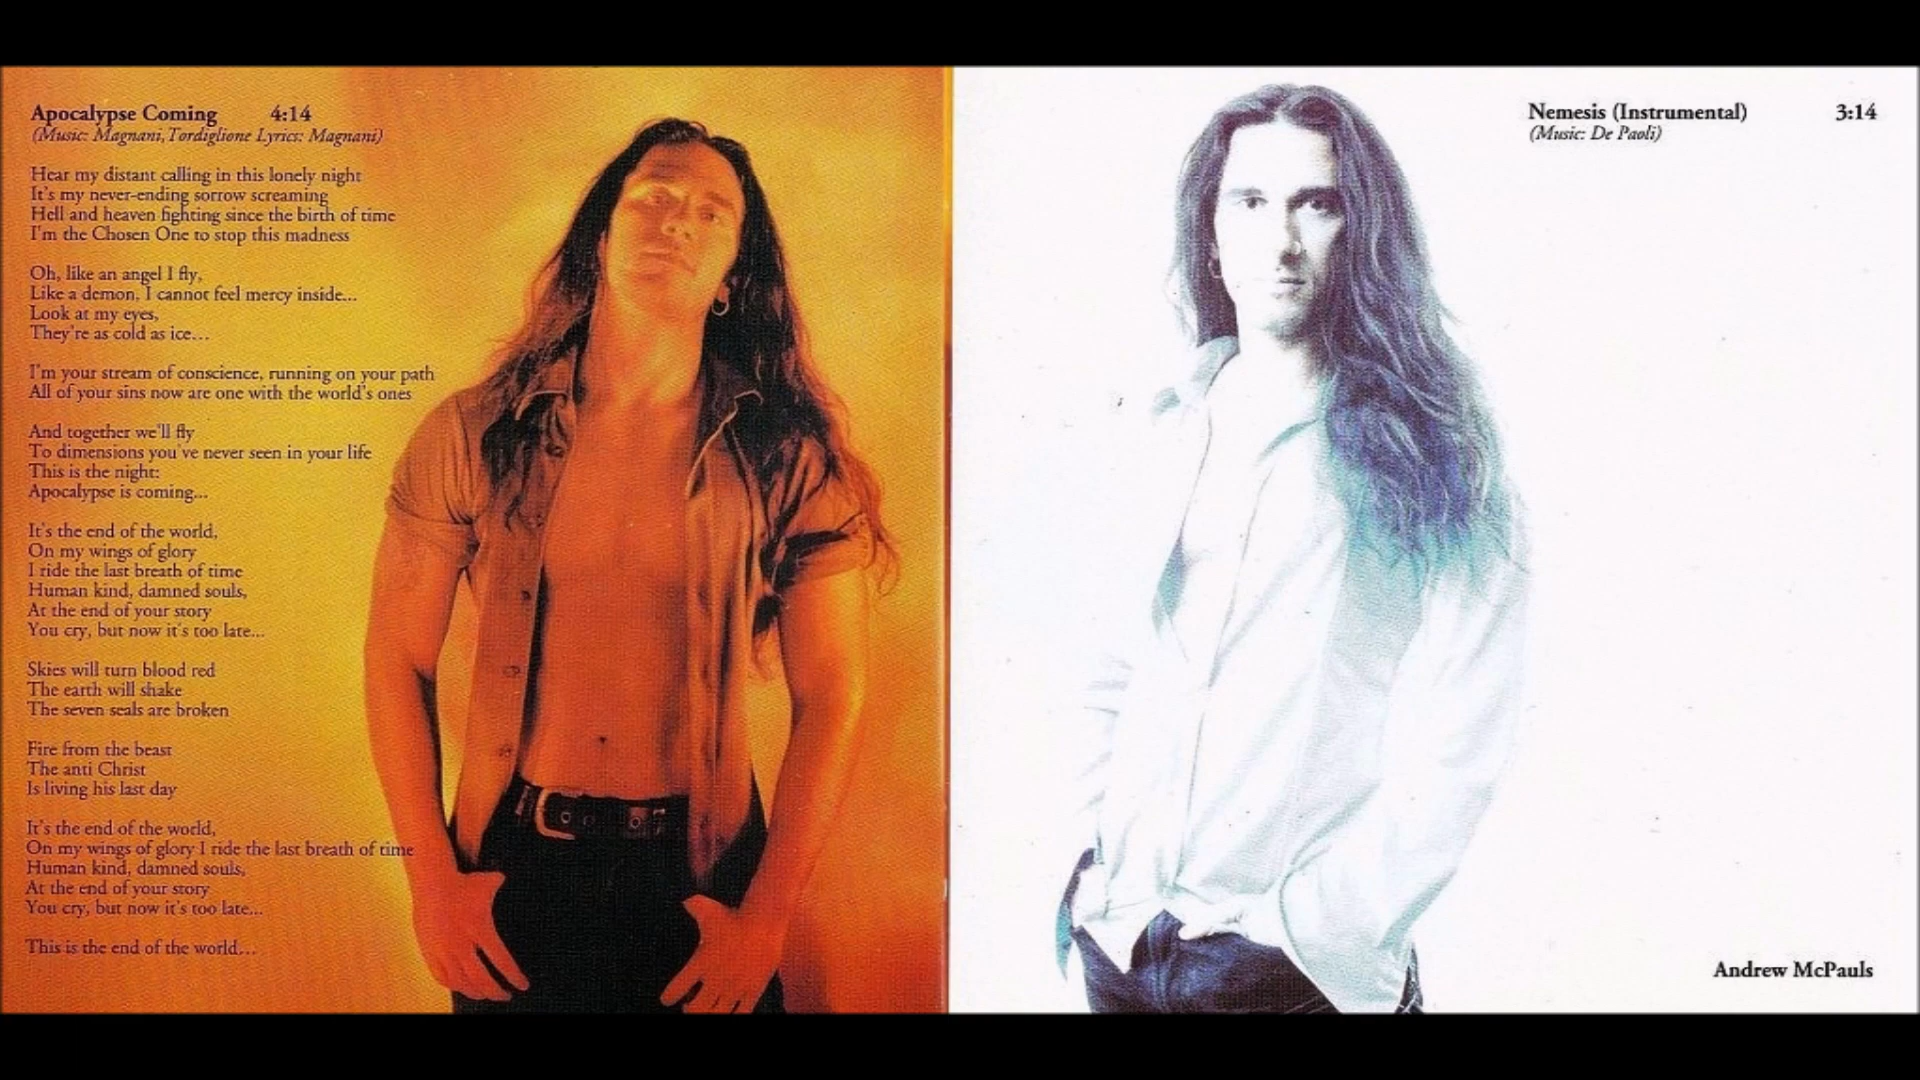 Apocalypse Coming 4:14
(Music: Magnani, Tordiglione Lyrics: Magnani)
Hear my distant calling in this lonely night
It's my never-ending sorrow screaming
Hell and heaven fighting since the birth of time
I'm the Chosen One to stop this madness
Oh, like an angel I fly,
Like a demon, I cannot feel mercy inside...
Look at my eyes,
They're as cold as ice...
I'm your stream of conscience, running on your path
All of your sins now are one with the world's ones
And together we'll fly
To dimensions you've never seen in your life
This is the night:
Apocalypse is coming...
It's the end of the world,
On my wings of glory
I ride the last breath of time
Human kind, damned souls,
At the end of your story
You cry, but now it's too late...
Skies will turn blood red
The earth will shake
The seven seals are broken
Fire from the beast
The anti Christ
Is living his last day
It's the end of the world,
On my wings of glory I ride the last breath of time
Human kind, damned souls,
At the end of your story
You cry, but now it's too late...
This is the end of the world...
Nemesis (Instrumental) 3:14
(Music: De Paoli)
Andrew McPauls